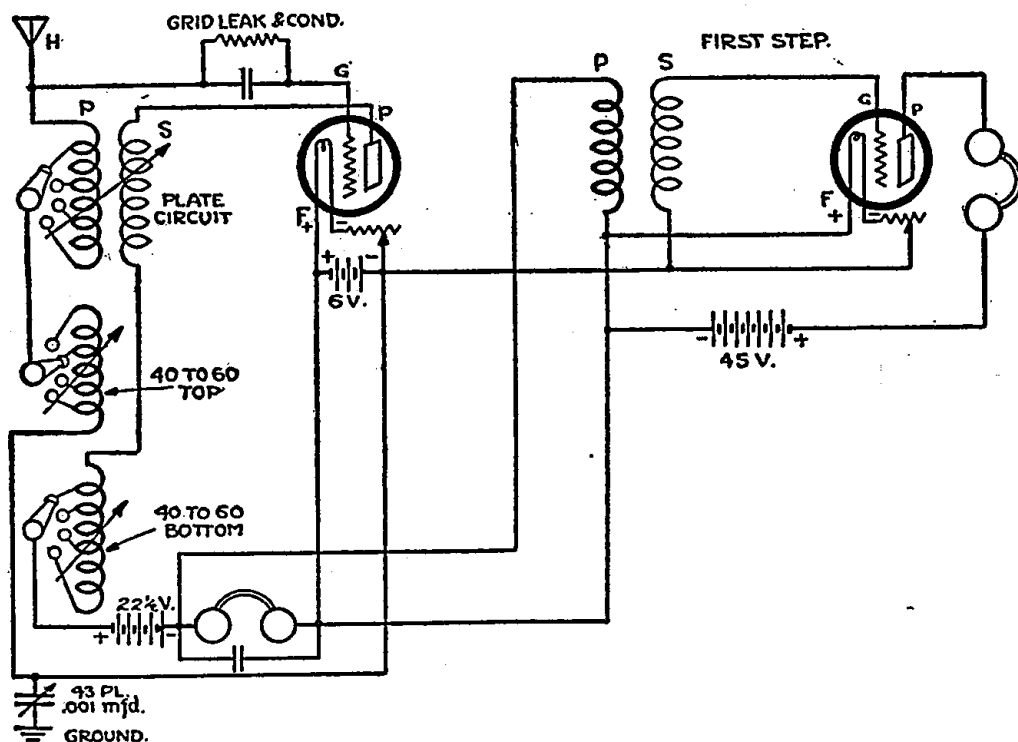 GRID LEAK & COND.
H
G
P
S
P
PLATE
CIRCUIT
F
+
-
+ -
6 V.
40 TO 60
TOP
40 TO 60
BOTTOM
22½ V.
+ -
43 PL.
.001 mfd.
GROUND.
FIRST STEP.
P S
G
P
F
+
-
- +
45 V.